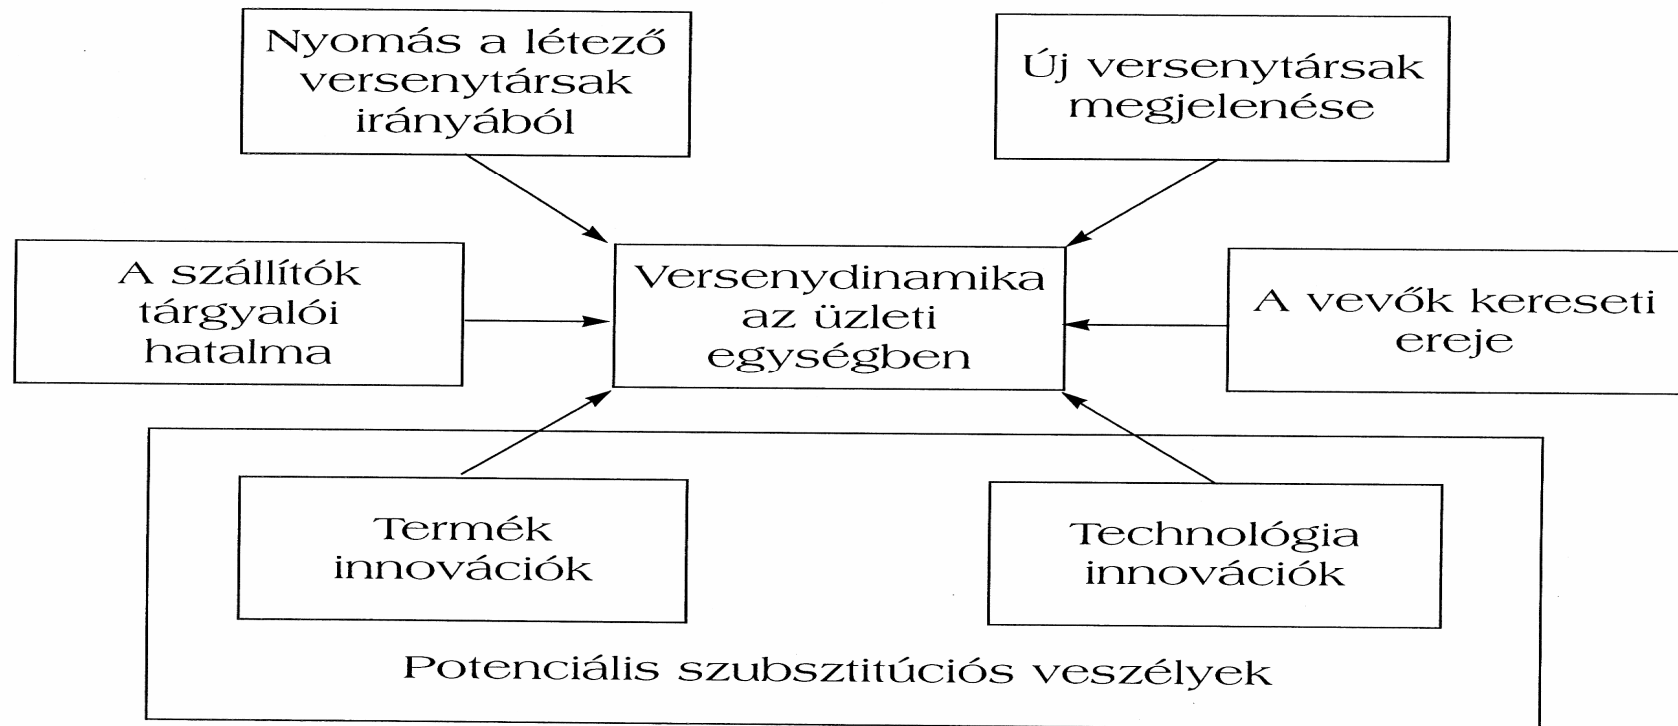 Nyomás a létező
versenytársak
irányából
Új versenytársak
megjelenése
A szállítók
tárgyalói
hatalma
Versenydinamika
az üzleti
egységben
A vevők kereseti
ereje
Termék
innovációk
Technológia
innovációk
Potenciális szubsztitúciós veszélyek